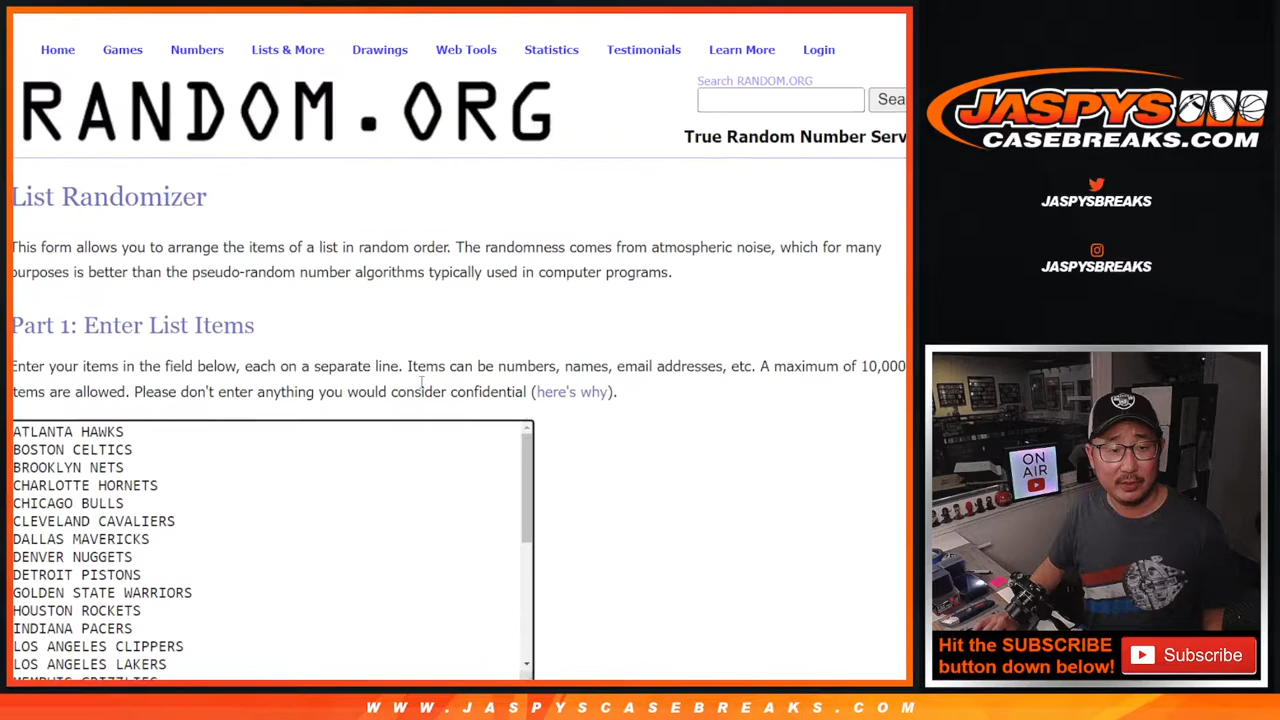 Home Games Numbers Lists & More Drawings Web Tools Statistics Testimonials Learn More Login
RANDOM.ORG
Search RANDOM.ORG
Sea
True Random Number Serv
List Randomizer
This form allows you to arrange the items of a list in random order. The randomness comes from atmospheric noise, which for many
purposes is better than the pseudo-random number algorithms typically used in computer programs.
Part 1: Enter List Items
Enter your items in the field below, each on a separate line. Items can be numbers, names, email addresses, etc. A maximum of 10,000
items are allowed. Please don't enter anything you would consider confidential (here's why).
ATLANTA HAWKS
BOSTON CELTICS
BROOKLYN NETS
CHARLOTTE HORNETS
CHICAGO BULLS
CLEVELAND CAVALIERS
DALLAS MAVERICKS
DENVER NUGGETS
DETROIT PISTONS
GOLDEN STATE WARRIORS
HOUSTON ROCKETS
INDIANA PACERS
LOS ANGELES CLIPPERS
LOS ANGELES LAKERS
MEMPHIS GRIZZLIES
JASPYS
CASEBREAKS.COM
JASPYSBREAKS
JASPYSBREAKS
ON
AIR
Hit the SUBSCRIBE
button down below!
Subscribe
WWW.JASPYSCASEBREAKS.COM